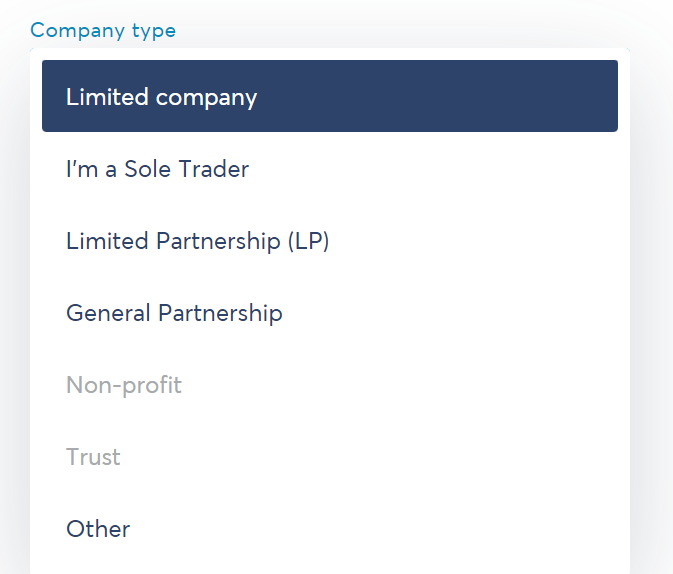 Company type
Limited company
I'm a Sole Trader
Limited Partnership (LP)
General Partnership
Non-profit
Trust
Other